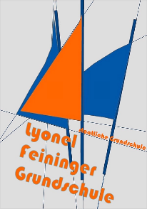 Staatliche Grundschule
Lyonel
Feininger
Grundschule